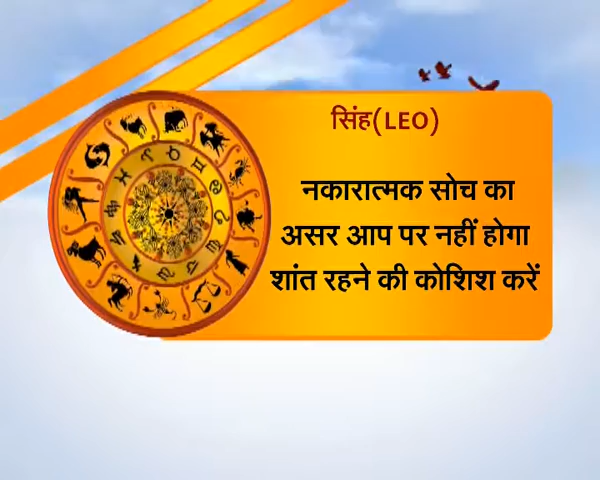 सिंह(LEO)
नकारात्मक सोच का
असर आप पर नहीं होगा
शांत रहने की कोशिश करें